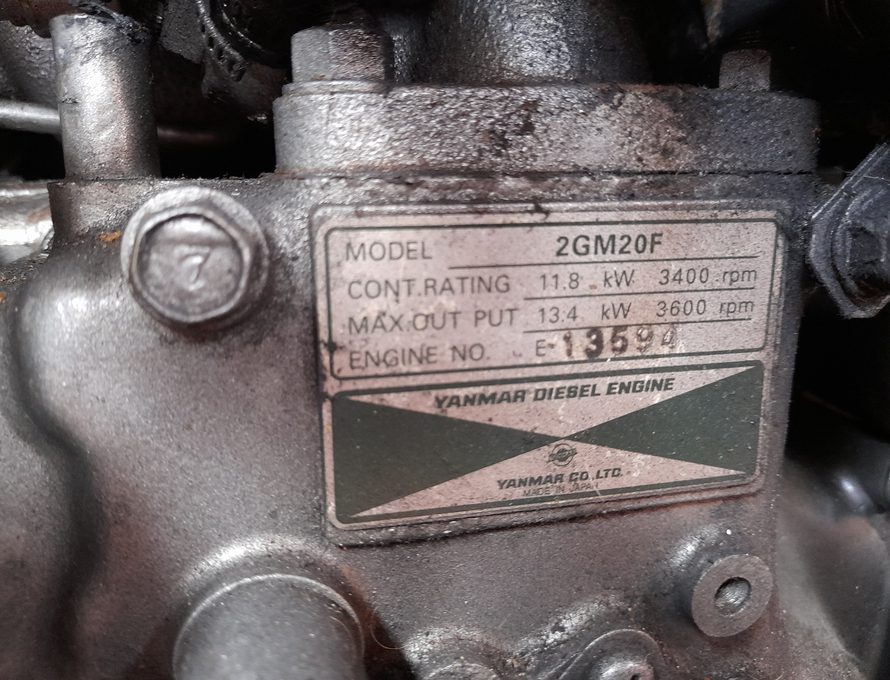 7
MODEL 2GM20F
CONT.RATING 11.8 kW 3400 rpm
MAX.OUT PUT 13.4 kW 3600 rpm
ENGINE NO. E-13594
YANMAR DIESEL ENGINE
YANMAR CO.,LTD.
MADE IN JAPAN